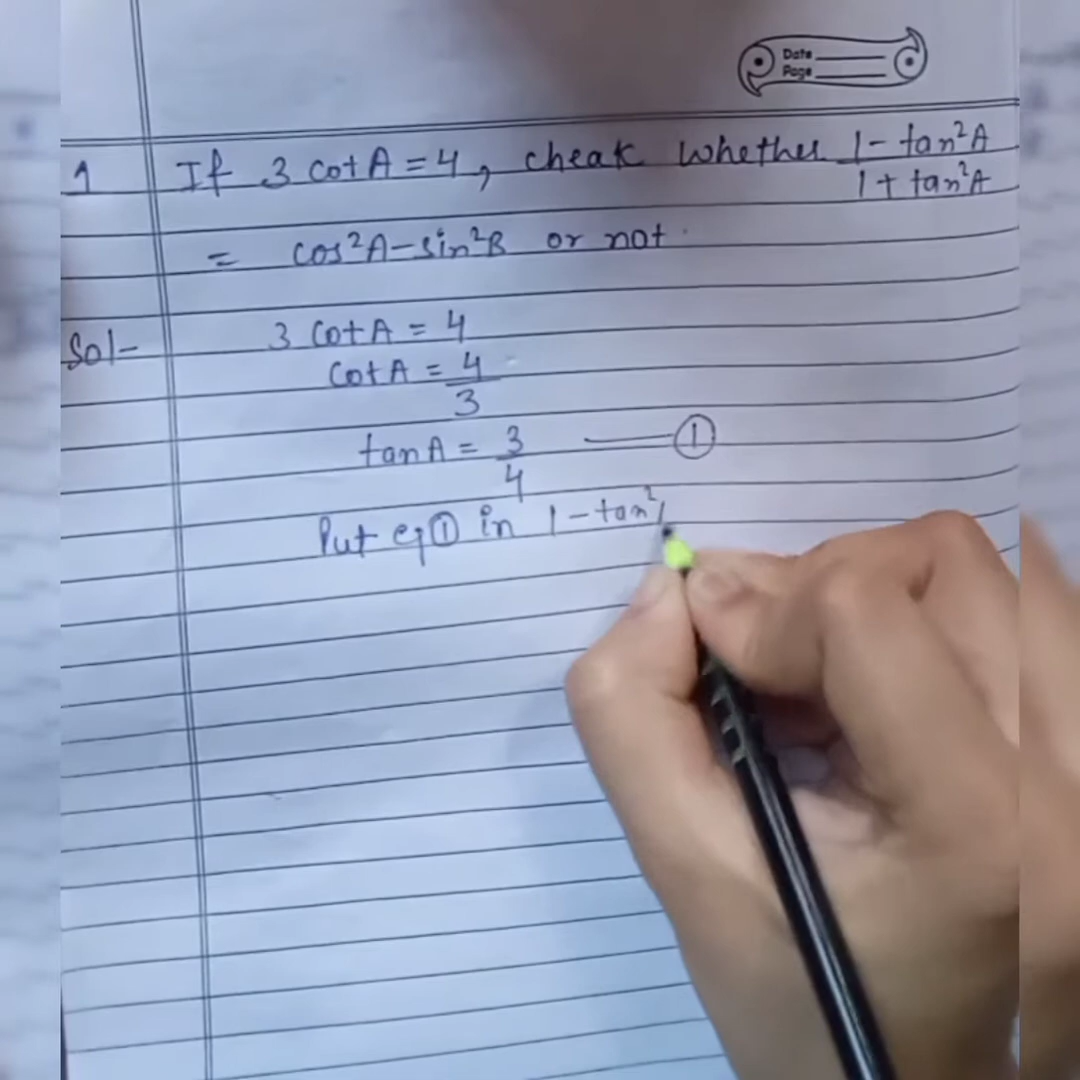 Date
Page
1 If 3 cot A = 4, cheak whether 1 - tan²A / 1 + tan²A
= cos²A - sin²B or not.
Sol- 3 cot A = 4
cot A = 4/3
tan A = 3/4 —— ①
Put eq ① in 1 - tan²